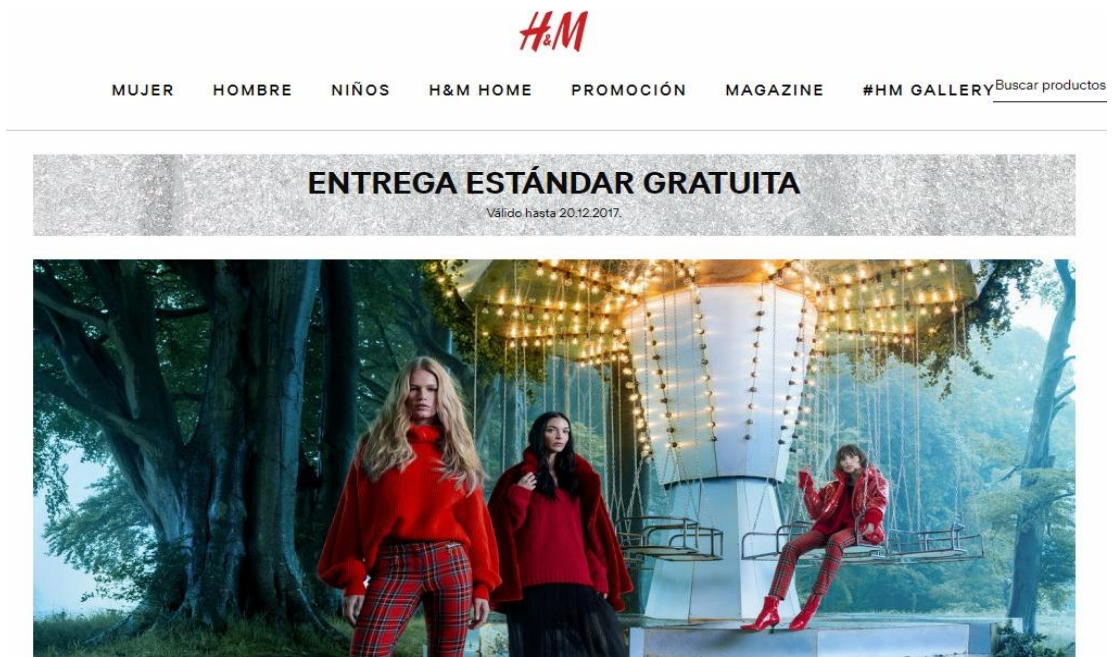 H&M
MUJER HOMBRE NIÑOS H&M HOME PROMOCIÓN MAGAZINE #HM GALLERY Buscar productos
ENTREGA ESTÁNDAR GRATUITA
Válido hasta 20.12.2017.